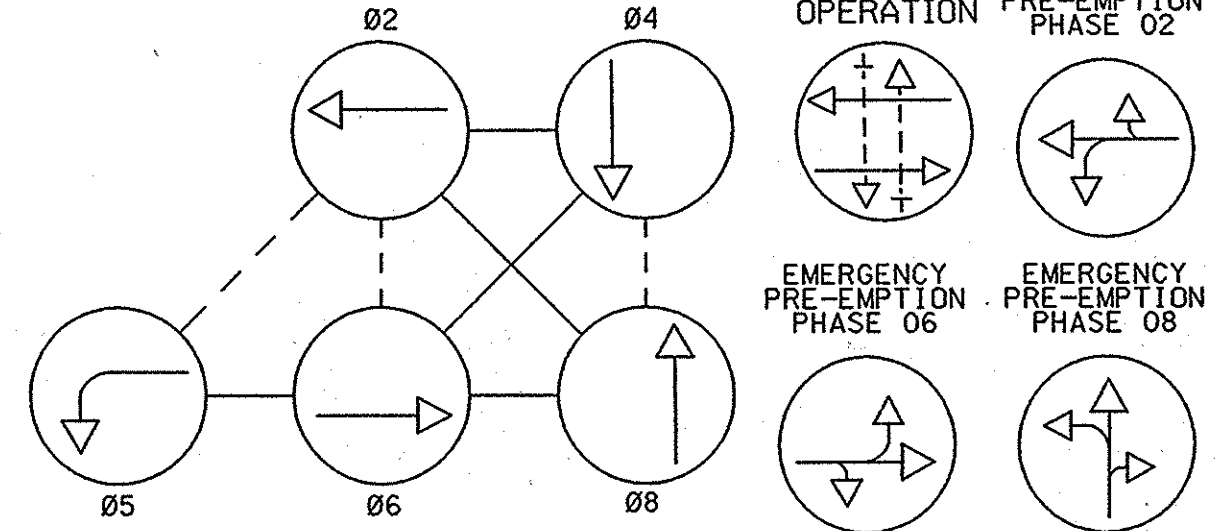 Ø2
Ø4
OPERATION
PRE-EMPTION
PHASE 02
EMERGENCY
PRE-EMPTION
PHASE 06
EMERGENCY
PRE-EMPTION
PHASE 08
Ø5
Ø6
Ø8